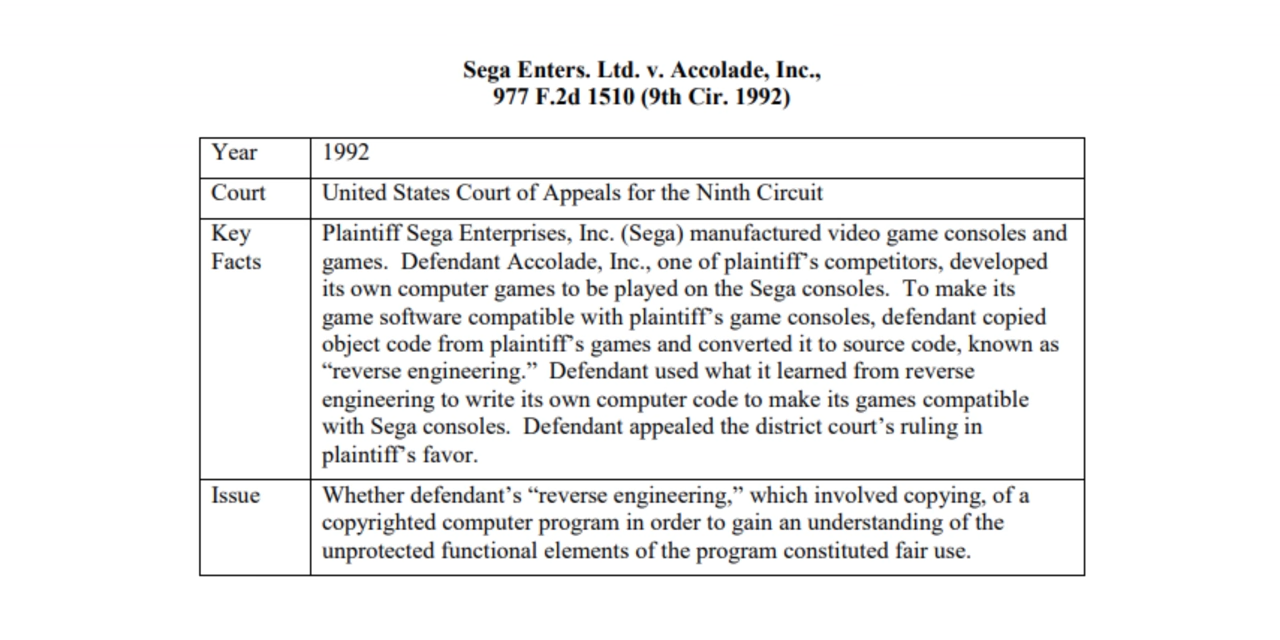 Sega Enters. Ltd. v. Accolade, Inc.,
977 F.2d 1510 (9th Cir. 1992)
Year 1992
Court United States Court of Appeals for the Ninth Circuit
Key Plaintiff Sega Enterprises, Inc. (Sega) manufactured video game consoles and
Facts games.  Defendant Accolade, Inc., one of plaintiff’s competitors, developed
its own computer games to be played on the Sega consoles.  To make its
game software compatible with plaintiff’s game consoles, defendant copied
object code from plaintiff’s games and converted it to source code, known as
“reverse engineering.”  Defendant used what it learned from reverse
engineering to write its own computer code to make its games compatible
with Sega consoles.  Defendant appealed the district court’s ruling in
plaintiff’s favor.
Issue Whether defendant’s “reverse engineering,” which involved copying, of a
copyrighted computer program in order to gain an understanding of the
unprotected functional elements of the program constituted fair use.